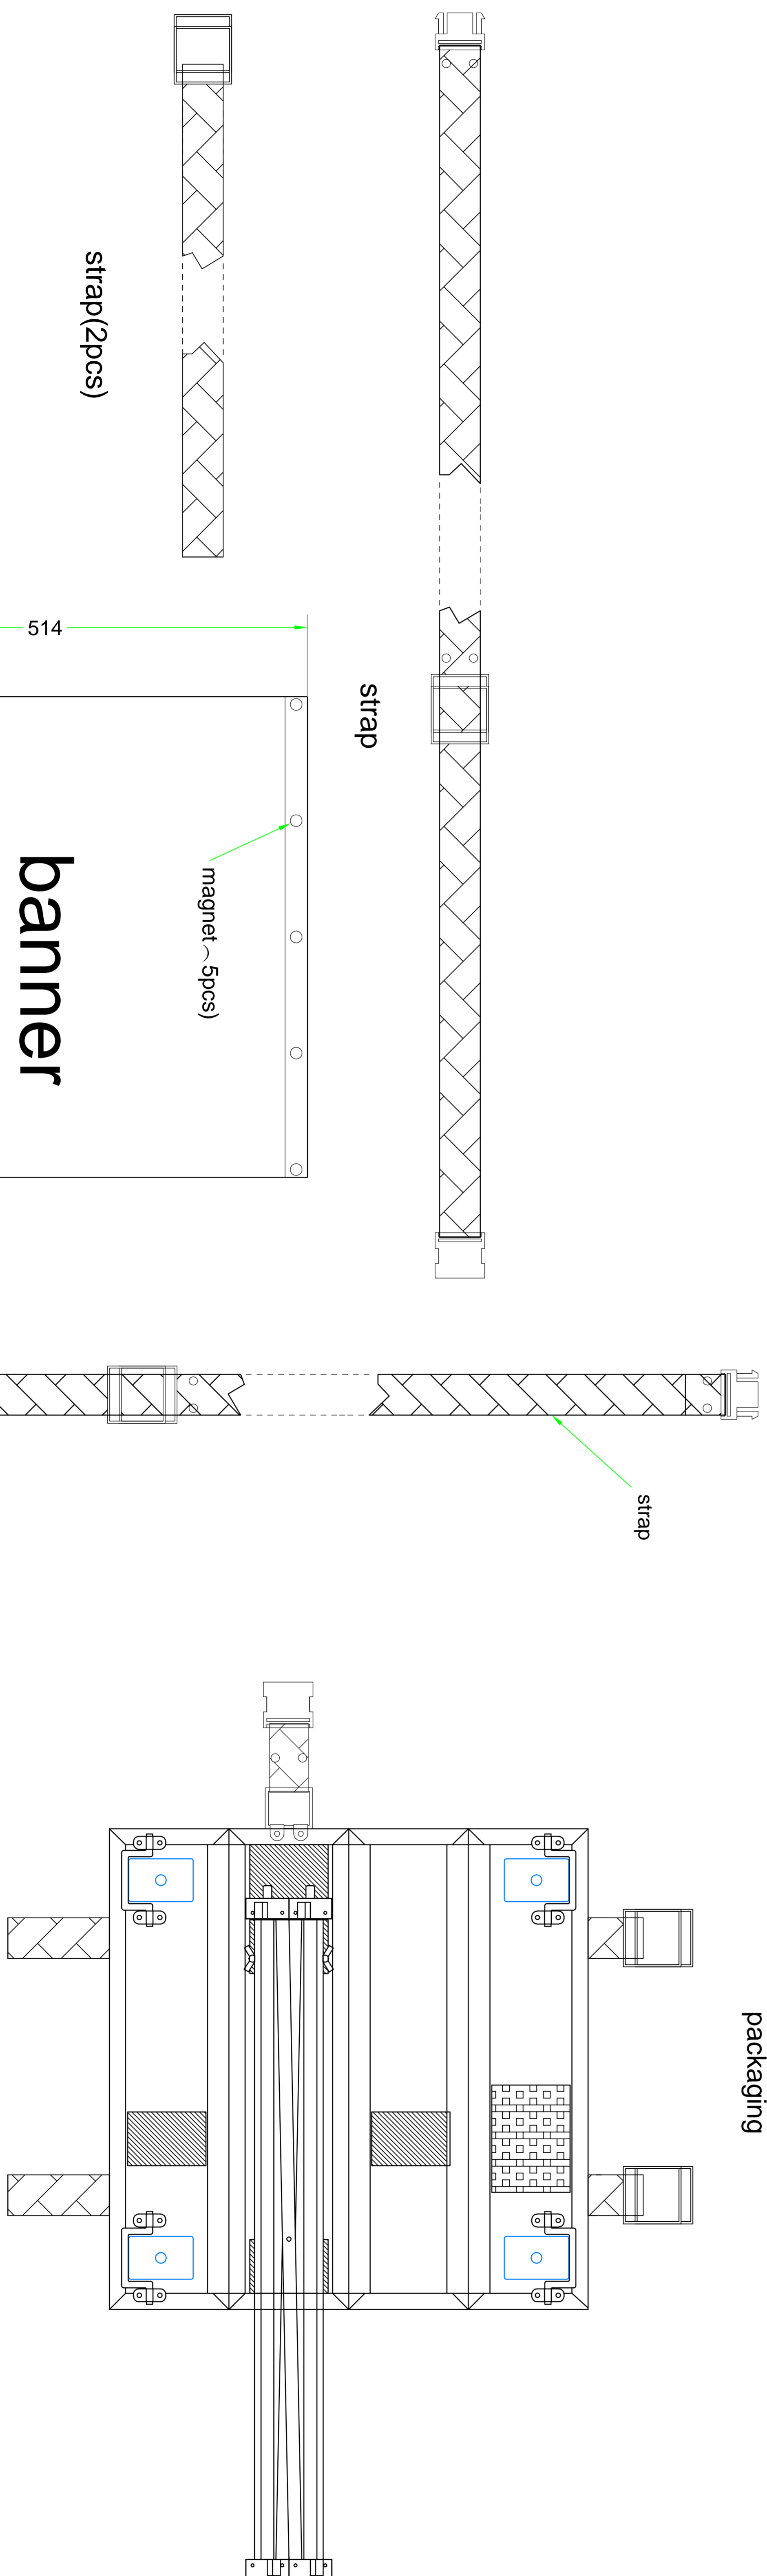 strap(2pcs)
514
strap
magnet（5pcs)
banner
strap
packaging